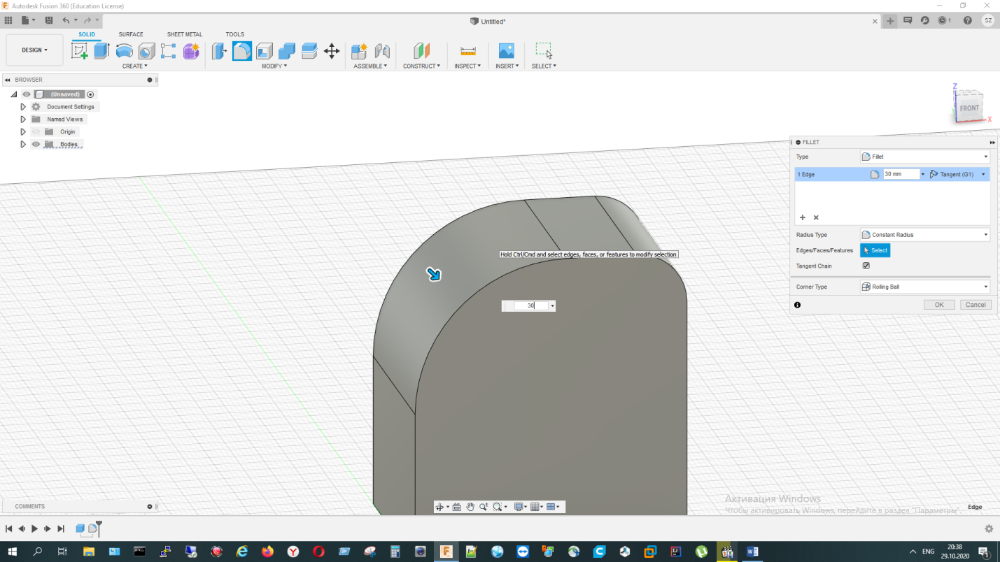 Autodesk Fusion 360 (Education License)
Untitled*
1
SZ
SOLID SURFACE SHEET METAL TOOLS
DESIGN
CREATE MODIFY ASSEMBLE CONSTRUCT INSPECT INSERT SELECT
BROWSER
(Unsaved)
Document Settings
Named Views
Origin
Bodies
Z
FRONT
X
FILLET
Type Fillet
1 Edge 30 mm Tangent (G1)
Radius Type Constant Radius
Edges/Faces/Features Select
Tangent Chain
Corner Type Rolling Ball
OK Cancel
Hold Ctrl/Cmd and select edges, faces, or features to modify selection
30
COMMENTS
Активация Windows
Чтобы активировать Windows, перейдите в раздел "Параметры".
Edge
ENG
20:38
29.10.2020